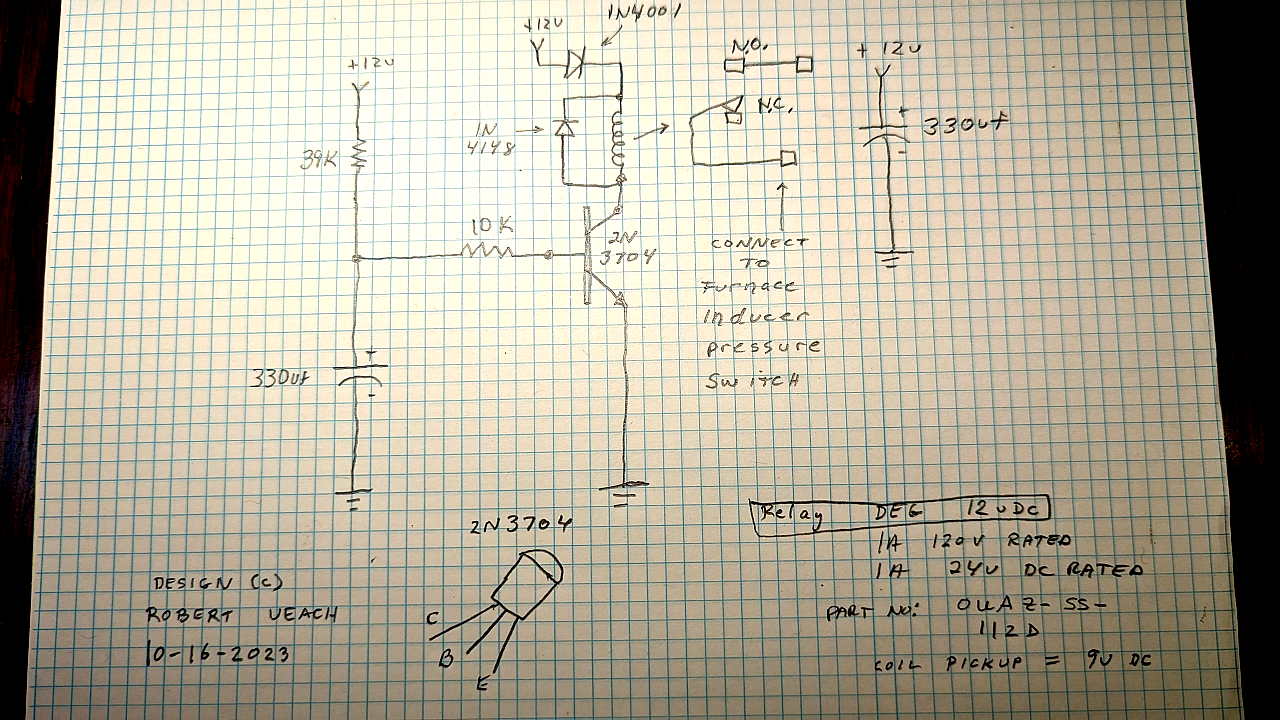 +12v
1N4001
+12v
N.O.
+ 12v
39K
1N
4148
N.C.
+
330uf
-
10K
2N
3704
CONNECT
TO
Furnace
Inducer
pressure
Switch
+
330uf
-
Relay DEG 12vDC
1A 120V RATED
1A 24v DC RATED
PART NO: OUAZ-SS-
112D
COIL PICKUP = 9v DC
2N3704
C
B
E
DESIGN (c)
ROBERT VEACH
10-16-2023